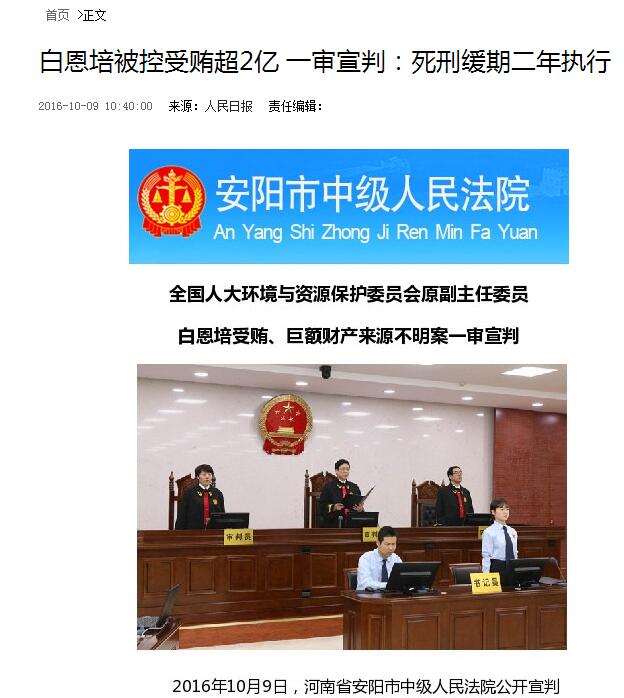 首页 >正文
白恩培被控受贿超2亿 一审宣判：死刑缓期二年执行
2016-10-09 10:40:00 来源：人民日报 责任编辑：
安阳市中级人民法院
An Yang Shi Zhong Ji Ren Min Fa Yuan
全国人大环境与资源保护委员会原副主任委员
白恩培受贿、巨额财产来源不明案一审宣判
审判员
书记员
2016年10月9日，河南省安阳市中级人民法院公开宣判